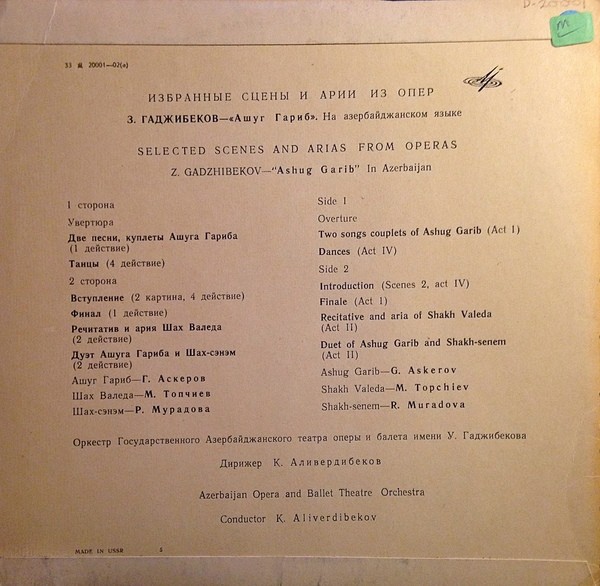 D-20001
м
33 Д 20001—02(a)
ИЗБРАННЫЕ СЦЕНЫ И АРИИ ИЗ ОПЕР
З. ГАДЖИБЕКОВ—«Ашуг Гариб». На азербайджанском языке
SELECTED SCENES AND ARIAS FROM OPERAS
Z. GADZHIBEKOV—"Ashug Garib" In Azerbaijan
1 сторона
Увертюра
Две песни, куплеты Ашуга Гариба
(1 действие)
Танцы (4 действие)
2 сторона
Вступление (2 картина, 4 действие)
Финал (1 действие)
Речитатив и ария Шах Валеда
(2 действие)
Дуэт Ашуга Гариба и Шах-сэнэм
(2 действие)
Ашуг Гариб—Г. Аскеров
Шах Валеда—М. Топчиев
Шах-сэнэм—Р. Мурадова
Side 1
Overture
Two songs couplets of Ashug Garib (Act I)
Dances (Act IV)
Side 2
Introduction (Scenes 2, act IV)
Finale (Act I)
Recitative and aria of Shakh Valeda
(Act II)
Duet of Ashug Garib and Shakh-senem
(Act II)
Ashug Garib—G. Askerov
Shakh Valeda—M. Topchiev
Shakh-senem—R. Muradova
Оркестр Государственного Азербайджанского театра оперы и балета имени У. Гаджибекова
Дирижер К. Аливердибеков
Azerbaijan Opera and Ballet Theatre Orchestra
Conductor K. Aliverdibekov
MADE IN USSR 5